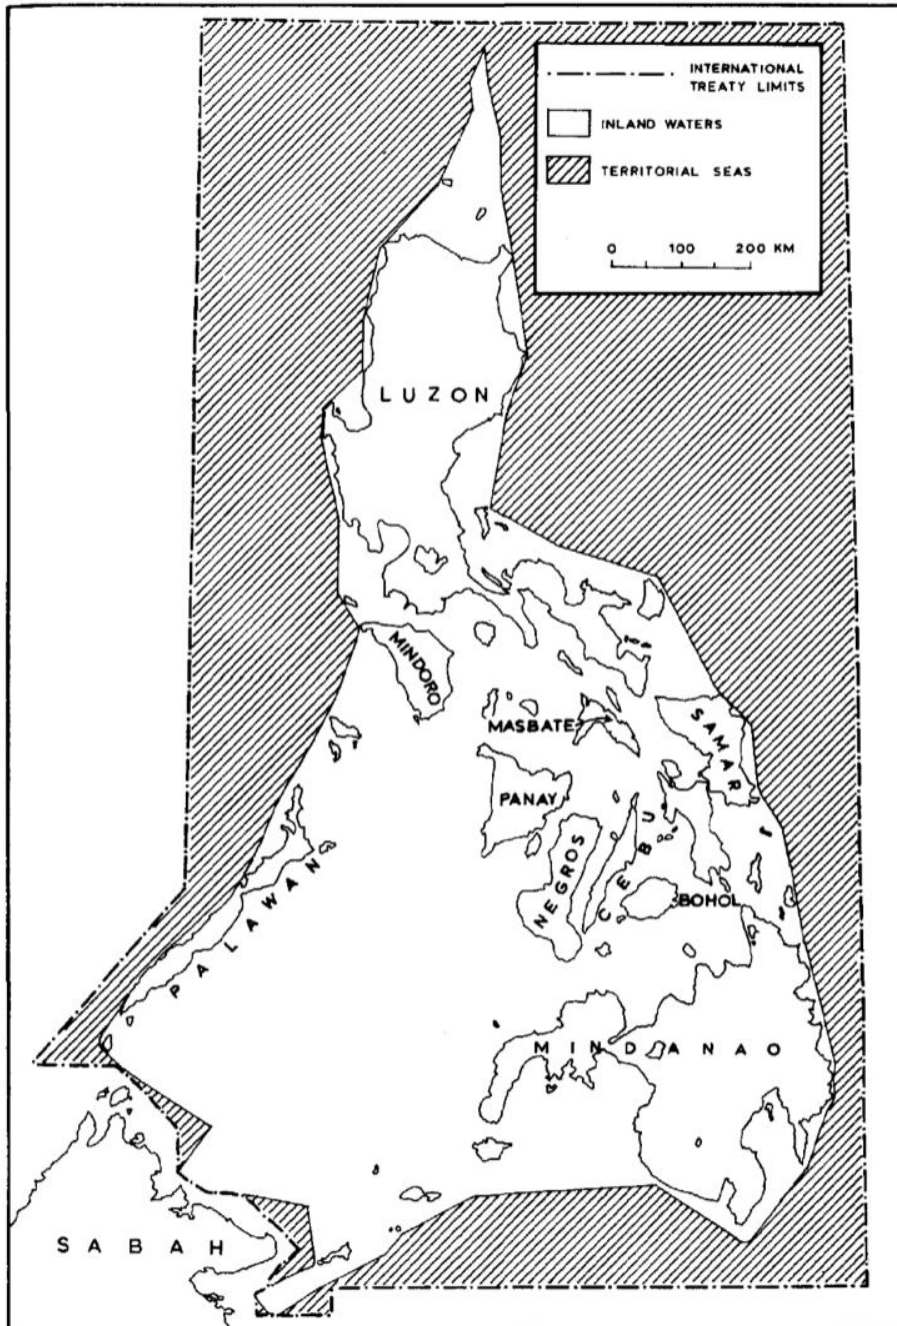 INTERNATIONAL
TREATY LIMITS
INLAND WATERS
TERRITORIAL SEAS
0 100 200 KM
LUZON
MINDORO
MASBATE
SAMAR
PANAY
CEBU
NEGROS
PALAWAN
BOHOL
MINDANAO
SABAH